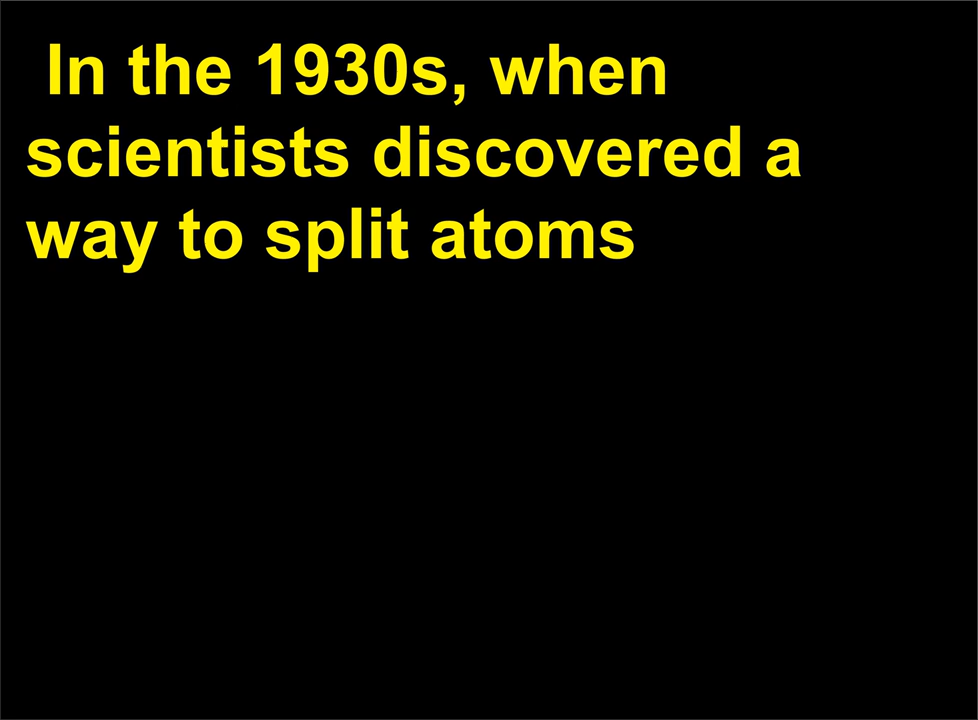 In the 1930s, when
scientists discovered a
way to split atoms